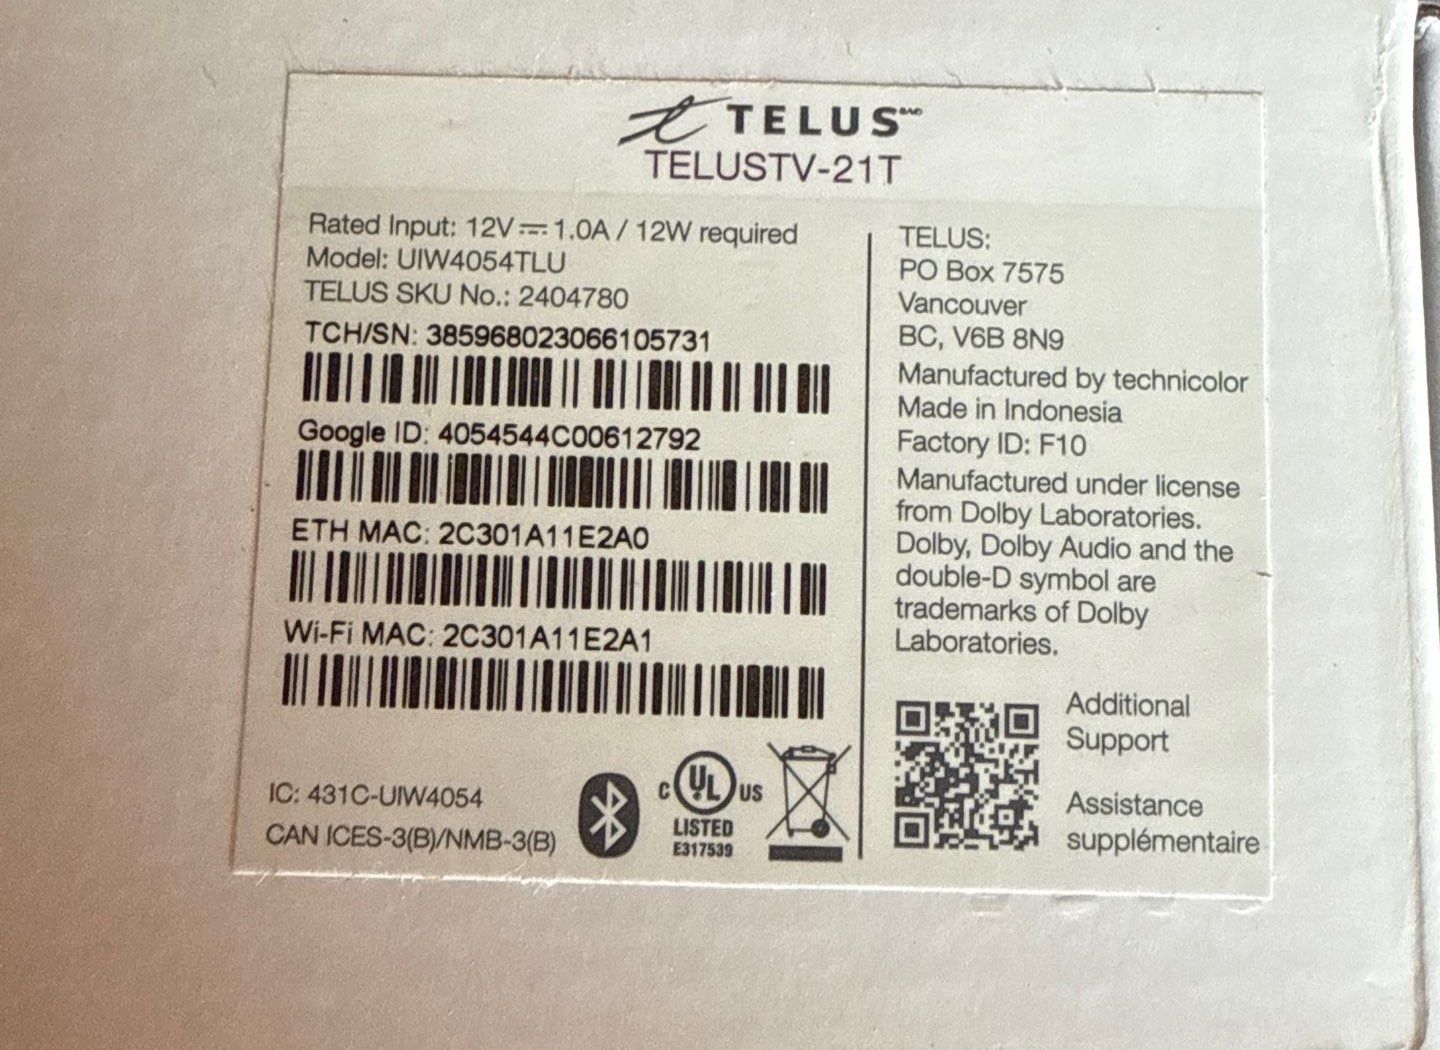 TELUS
TELUSTV-21T
Rated Input: 12V⎓1.0A / 12W required
Model: UIW4054TLU
TELUS SKU No.: 2404780
TCH/SN: 385968023066105731
Google ID: 4054544C00612792
ETH MAC: 2C301A11E2A0
Wi-Fi MAC: 2C301A11E2A1
IC: 431C-UIW4054
CAN ICES-3(B)/NMB-3(B)
C UL US
LISTED
E317539
TELUS:
PO Box 7575
Vancouver
BC, V6B 8N9
Manufactured by technicolor
Made in Indonesia
Factory ID: F10
Manufactured under license
from Dolby Laboratories.
Dolby, Dolby Audio and the
double-D symbol are
trademarks of Dolby
Laboratories.
Additional
Support
Assistance
supplémentaire